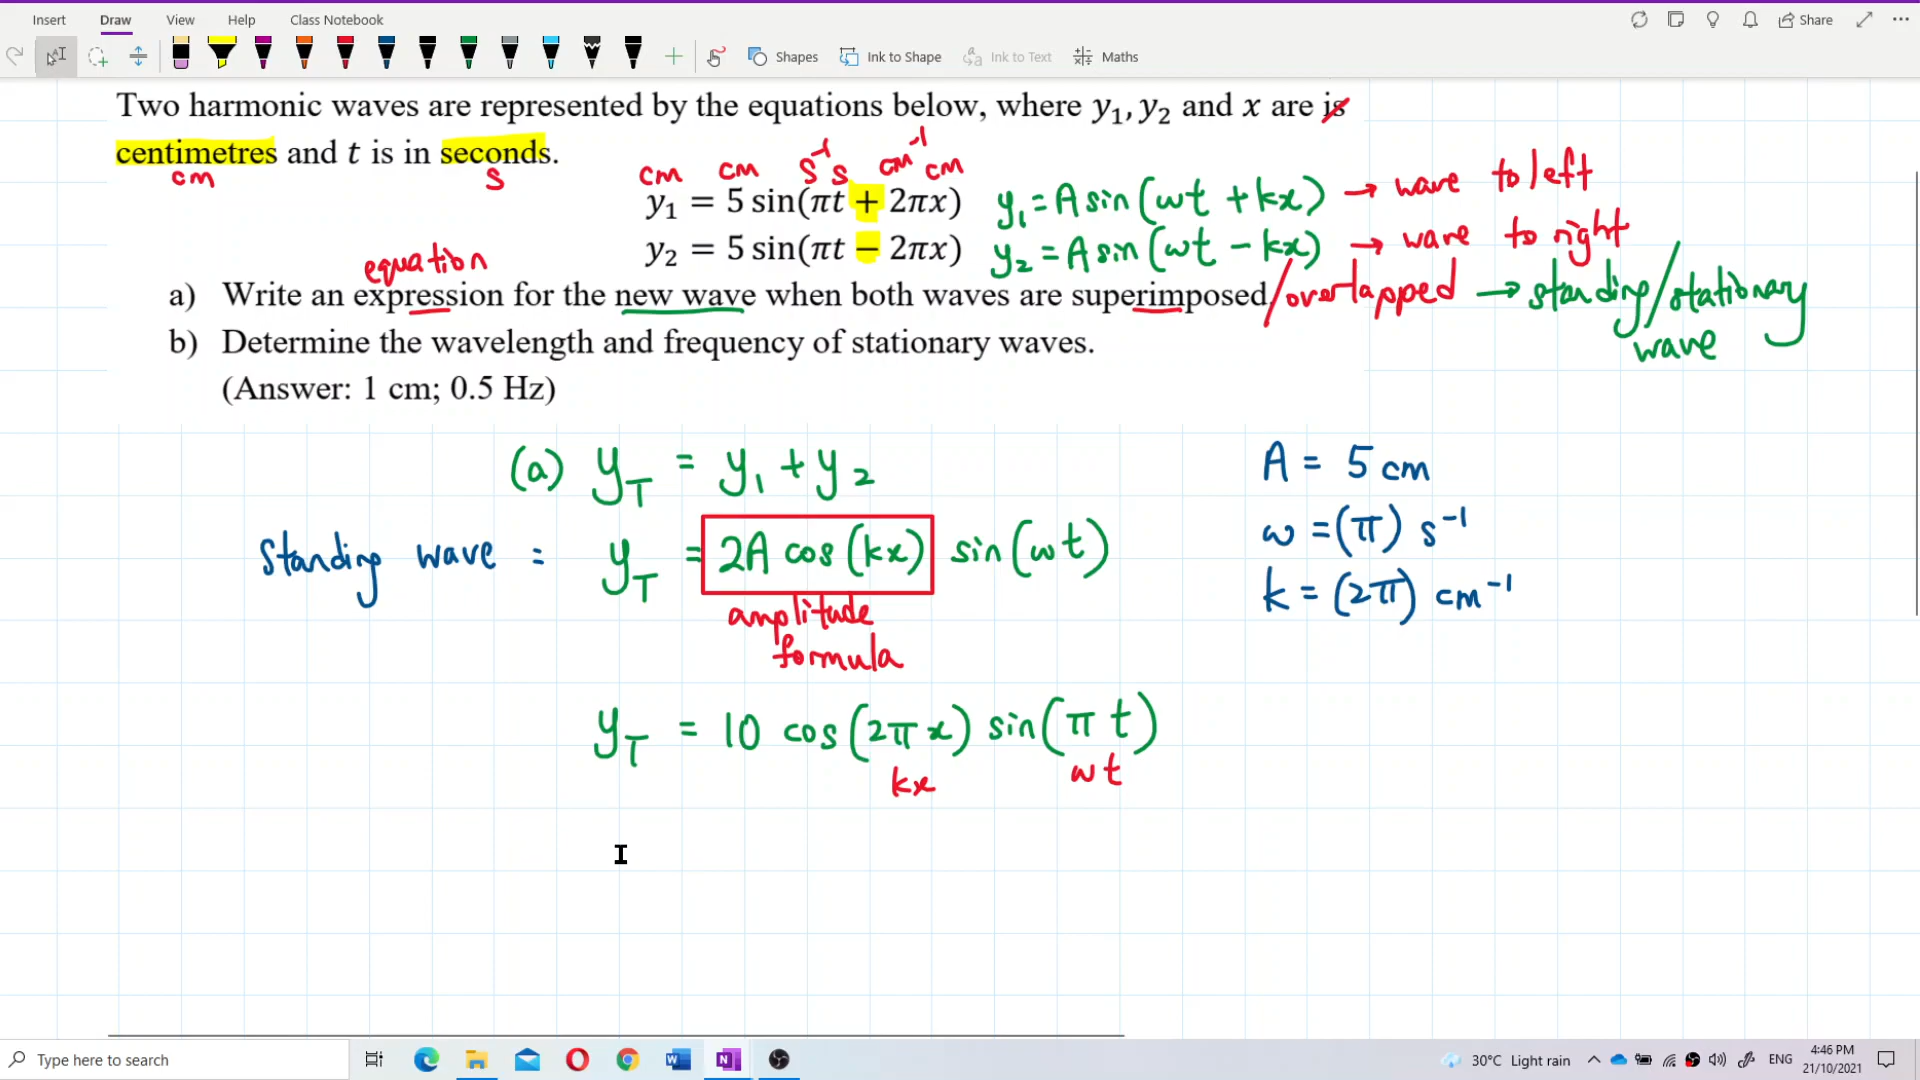 Insert Draw View Help Class Notebook Share
Shapes Ink to Shape Ink to Text Maths
Two harmonic waves are represented by the equations below, where y₁, y₂ and x are is
centimetres and t is in seconds.
cm s
cm cm s⁻¹ s cm⁻¹ cm
y₁ = 5 sin(πt + 2πx) y₁ = A sin (ωt + kx) → wave to left
y₂ = 5 sin(πt − 2πx) y₂ = A sin (ωt − kx) → wave to right
equation
a) Write an expression for the new wave when both waves are superimposed. /overlapped → standing/stationary
wave
b) Determine the wavelength and frequency of stationary waves.
(Answer: 1 cm; 0.5 Hz)
(a) y_T = y₁ + y₂
standing wave : y_T = 2A cos (kx) sin (ωt)
amplitude
formula
y_T = 10 cos (2π x) sin (π t)
kx ωt
A = 5 cm
ω = (π) s⁻¹
k = (2π) cm⁻¹
Type here to search
30°C Light rain
ENG
4:46 PM
21/10/2021